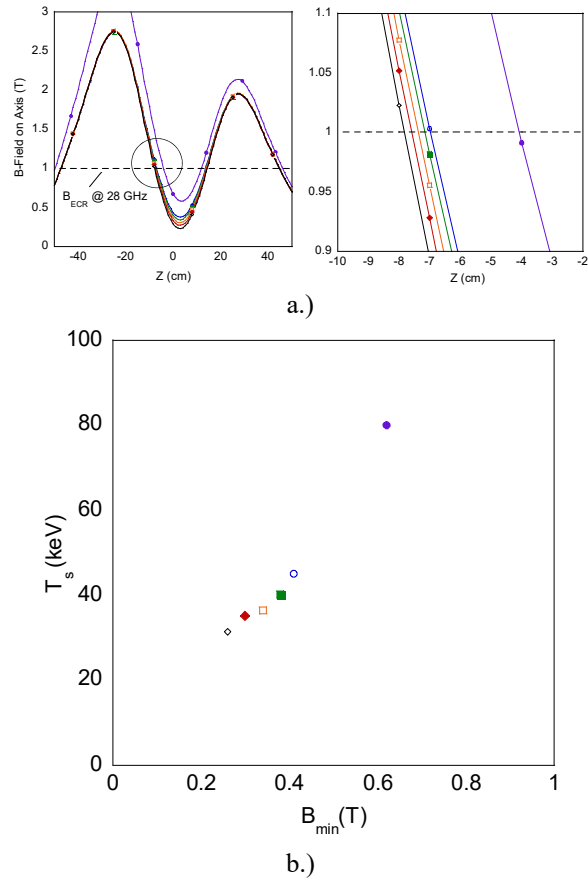 3
2.5
2
1.5
1
0.5
0
B-Field on Axis (T)
B_ECR @ 28 GHz
-40 -20 0 20 40
Z (cm)
1.1
1.05
1
0.95
0.9
-10 -9 -8 -7 -6 -5 -4 -3 -2
Z (cm)
a.)
100
80
60
40
20
0
T_s (keV)
0 0.2 0.4 0.6 0.8 1
B_min(T)
b.)